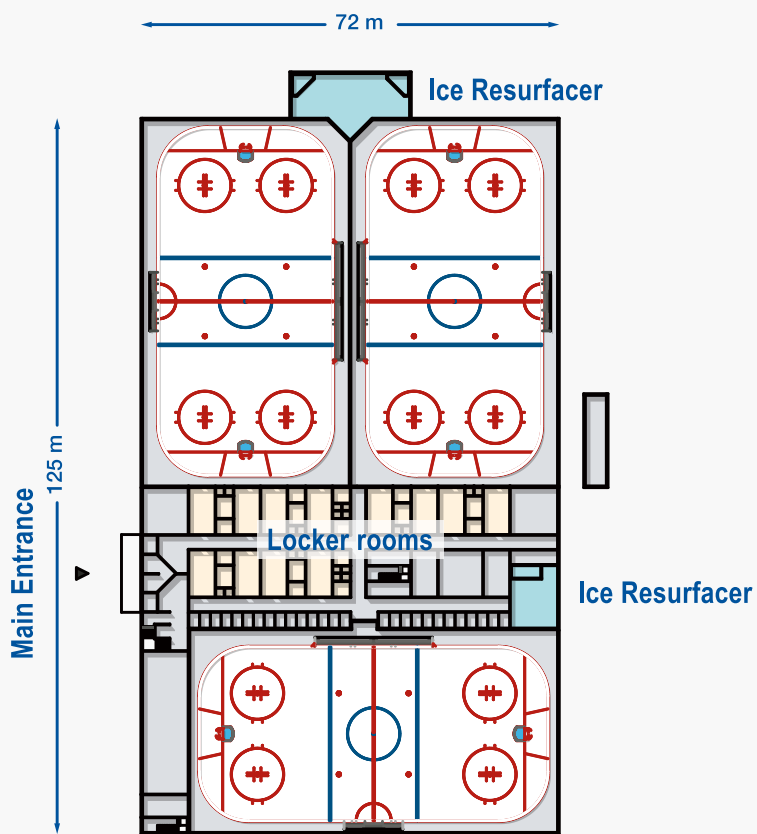 72 m
Ice Resurfacer
125 m
Main Entrance
Locker rooms
Ice Resurfacer